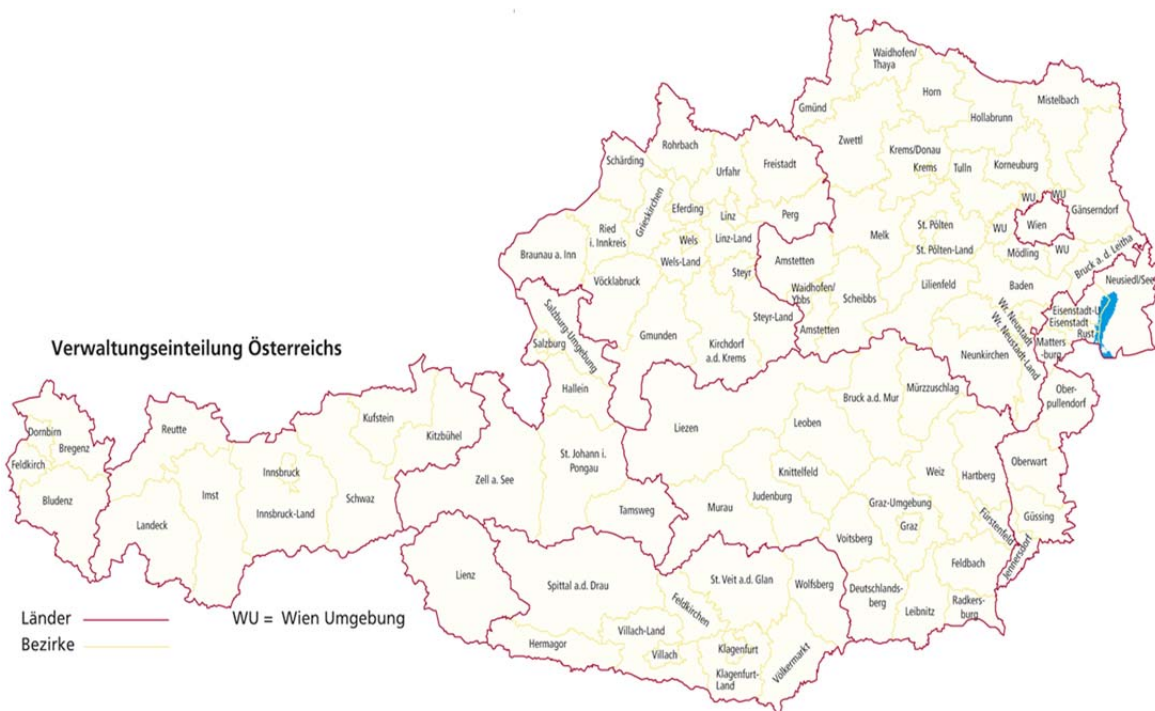 Waidhofen/
Thaya
Horn
Mistelbach
Gmünd
Hollabrunn
Zwettl
Rohrbach
Schärding
Freistadt
Urfahr
Krems/Donau
Krems
Tulln
Korneuburg
Grieskirchen
Eferding
Linz
Perg
WU
WU
Gänserndorf
Wien
Ried
i. Innkreis
Wels
Linz-Land
Melk
St. Pölten
WU
Braunau a. Inn
Wels-Land
Amstetten
St. Pölten-Land
Mödling
WU
Bruck a. d. Leitha
Vöcklabruck
Steyr
Neusiedl/See
Waidhofen/
Ybbs
Scheibbs
Lilienfeld
Baden
Salzburg-Umgebung
Steyr-Land
Amstetten
Wr. Neustadt
Wr. Neustadt-Land
Eisenstadt-U
Eisenstadt
Rust
Salzburg
Gmunden
Kirchdorf
a.d. Krems
Neunkirchen
Matters
-burg
Verwaltungseinteilung Österreichs
Hallein
Bruck a.d. Mur
Mürzzuschlag
Ober-
pullendorf
Dornbirn
Bregenz
Feldkirch
Bludenz
Reutte
Kufstein
Kitzbühel
Liezen
Leoben
St. Johann i.
Pongau
Innsbruck
Imst
Schwaz
Zell a. See
Knittelfeld
Weiz
Hartberg
Oberwart
Landeck
Innsbruck-Land
Tamsweg
Murau
Judenburg
Graz-Umgebung
Graz
Fürstenfeld
Güssing
Voitsberg
Jennersdorf
Lienz
Spittal a.d. Drau
St. Veit a.d. Glan
Wolfsberg
Feldbach
Feldkirchen
Deutschlands-
berg
Leibnitz
Radkers-
burg
Länder
WU = Wien Umgebung
Bezirke
Villach-Land
Hermagor
Villach
Klagenfurt
Klagenfurt-
Land
Völkermarkt